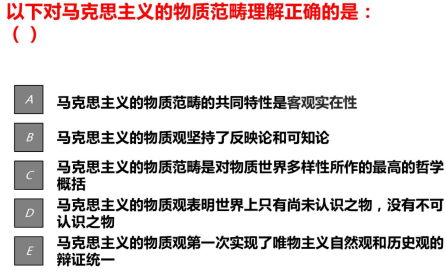 以下对马克思主义的物质范畴理解正确的是：
（ ）
A 马克思主义的物质范畴的共同特性是客观实在性
B 马克思主义的物质观坚持了反映论和可知论
C 马克思主义的物质范畴是对物质世界多样性所作的最高的哲学
概括
D 马克思主义的物质观表明世界上只有尚未认识之物，没有不可
认识之物
E 马克思主义的物质观第一次实现了唯物主义自然观和历史观的
辩证统一